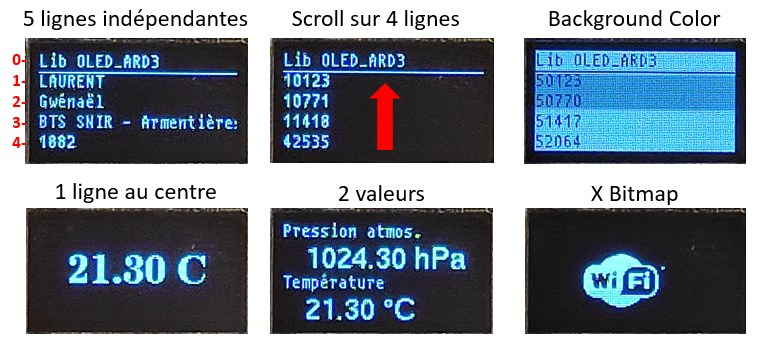 5 lignes indépendantes
0-
Lib OLED_ARD3
1-
LAURENT
2-
Gwénaël
3-
BTS SNIR - Armentières
4-
1882
Scroll sur 4 lignes
Lib OLED_ARD3
10123
10771
11418
42535
Background Color
Lib OLED_ARD3
50123
50770
51417
52064
1 ligne au centre
21.30 C
2 valeurs
Pression atmos.
1024.30 hPa
Température
21.30 °C
X Bitmap
WiFi